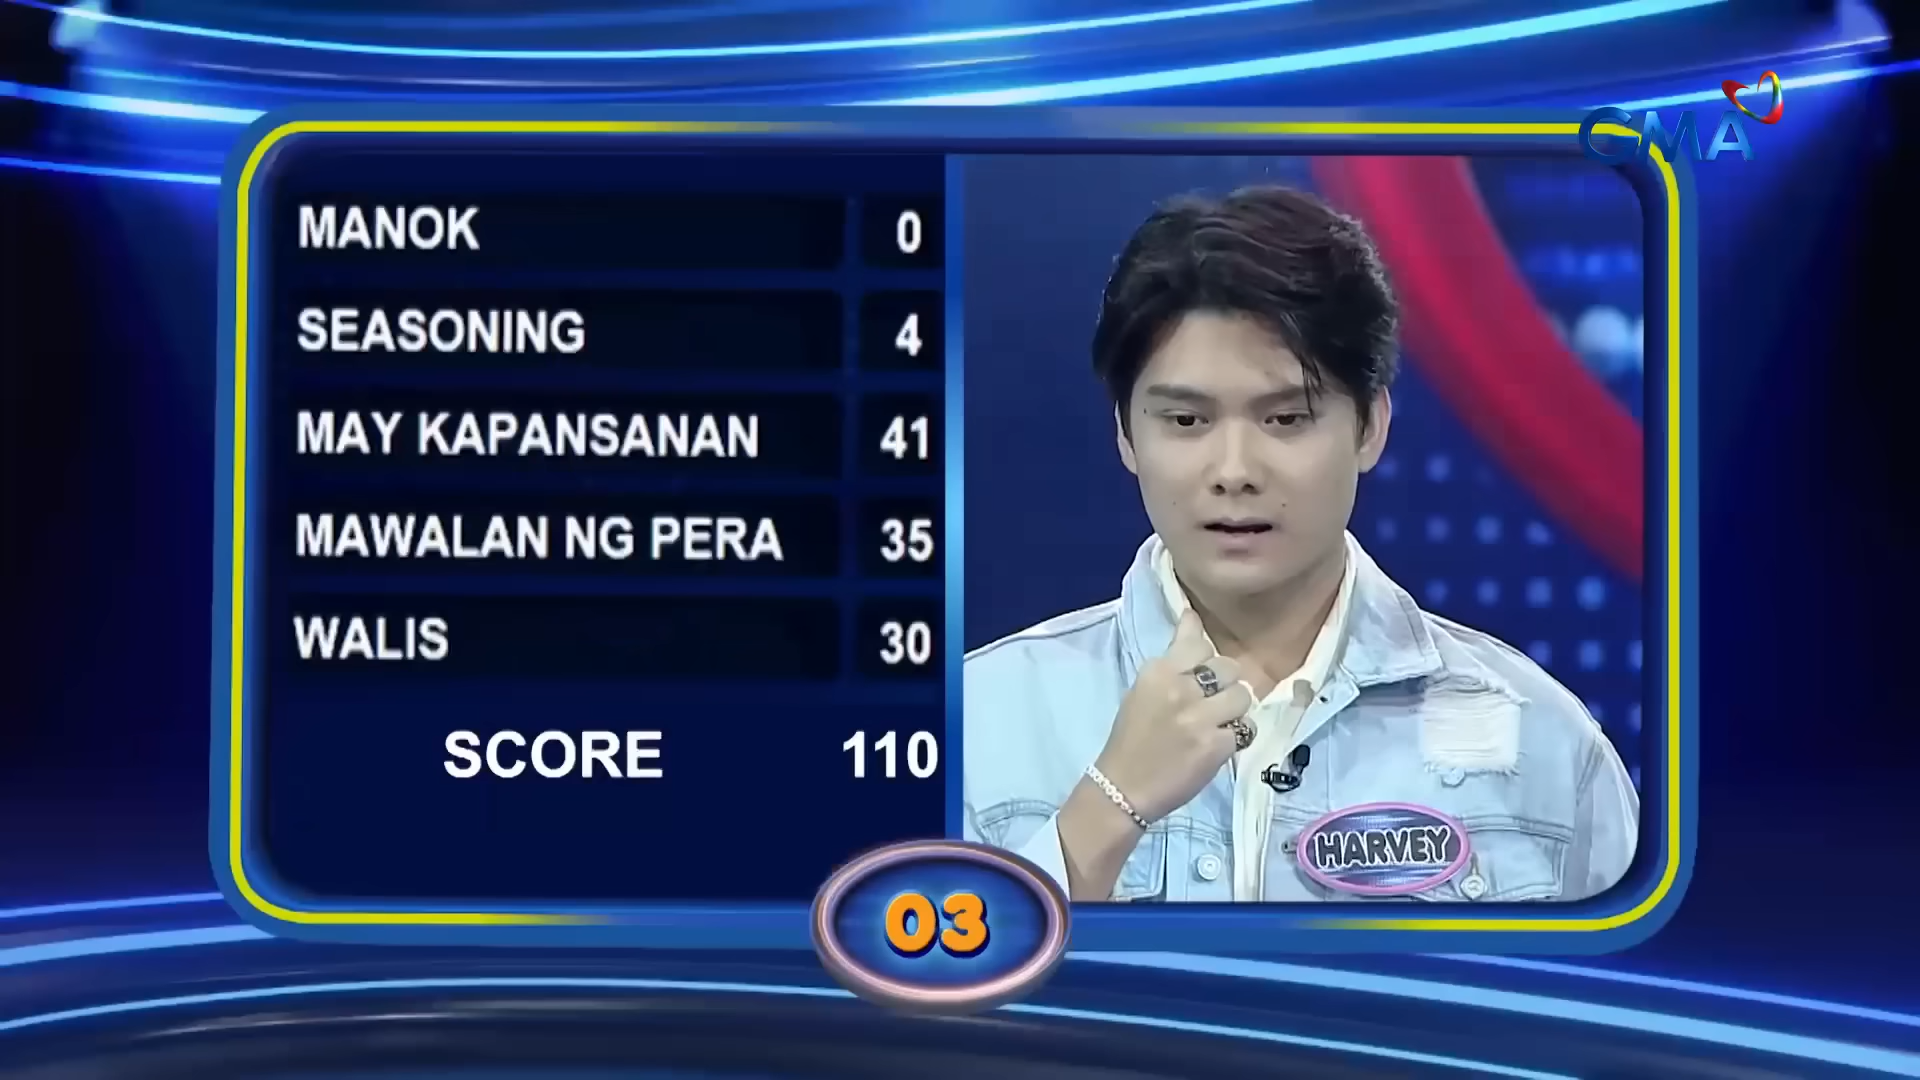 GMA
MANOK 0
SEASONING 4
MAY KAPANSANAN 41
MAWALAN NG PERA 35
WALIS 30
SCORE 110
HARVEY
03